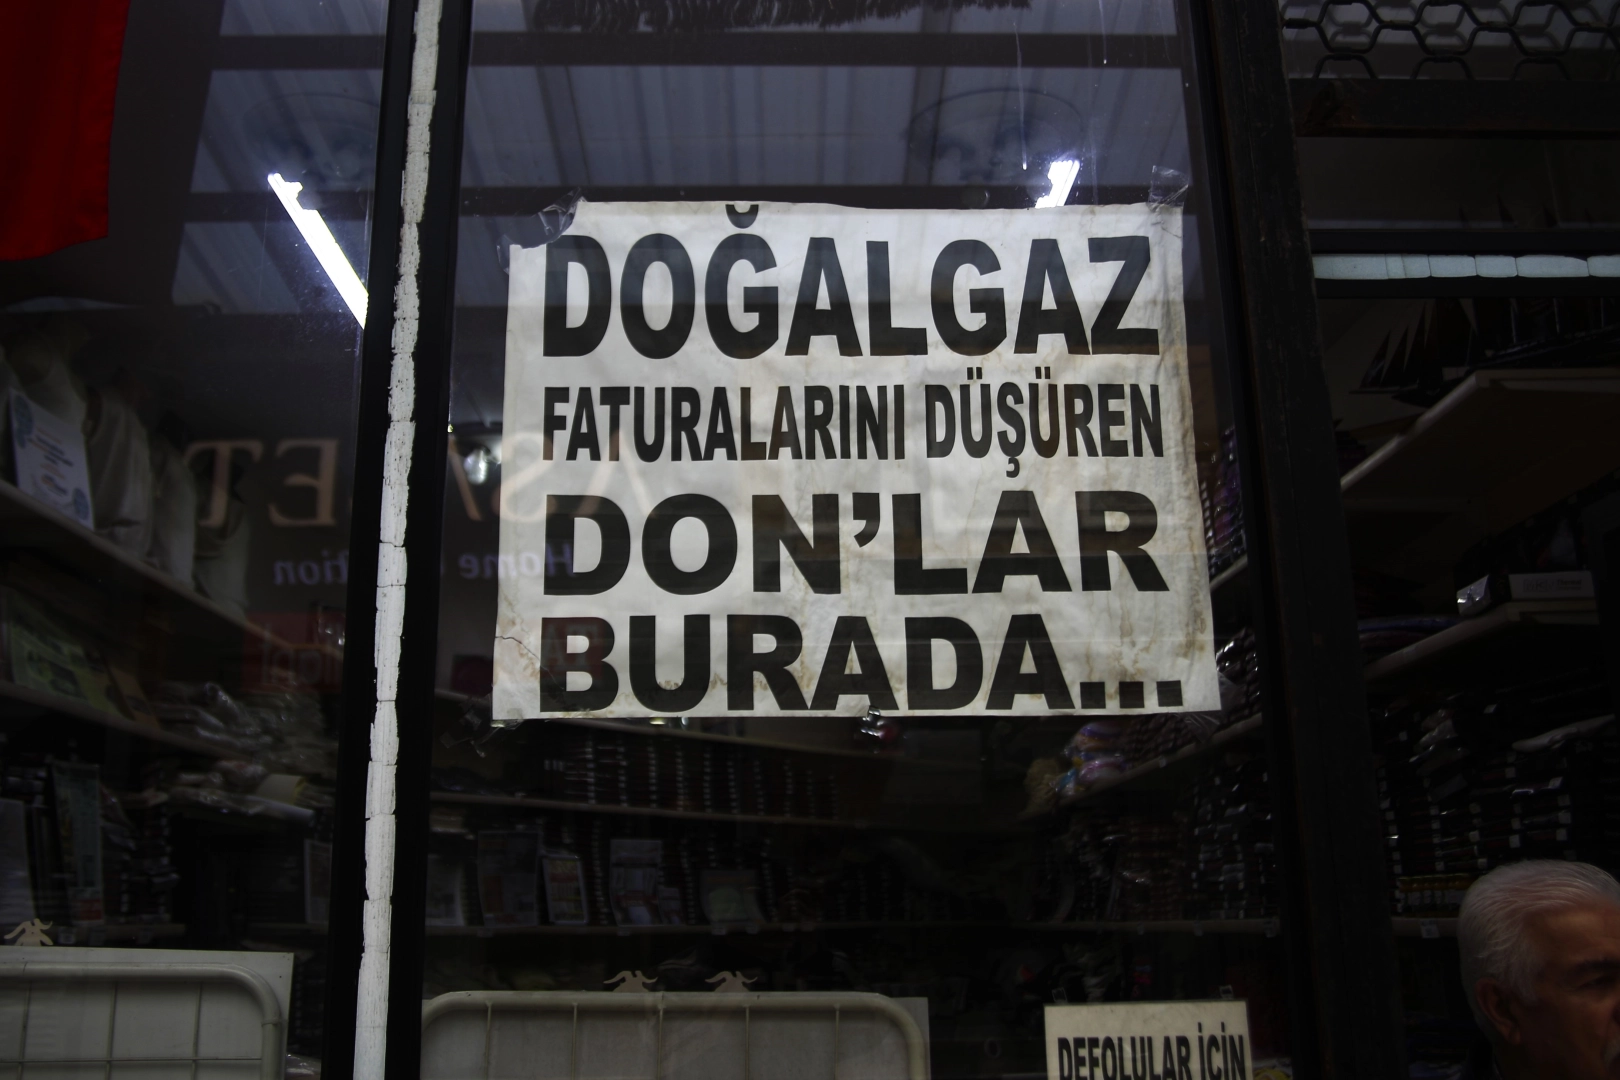 DOĞALGAZ
FATURALARINI DÜŞÜREN
DON'LAR
BURADA...
DEFOLULAR İÇİN